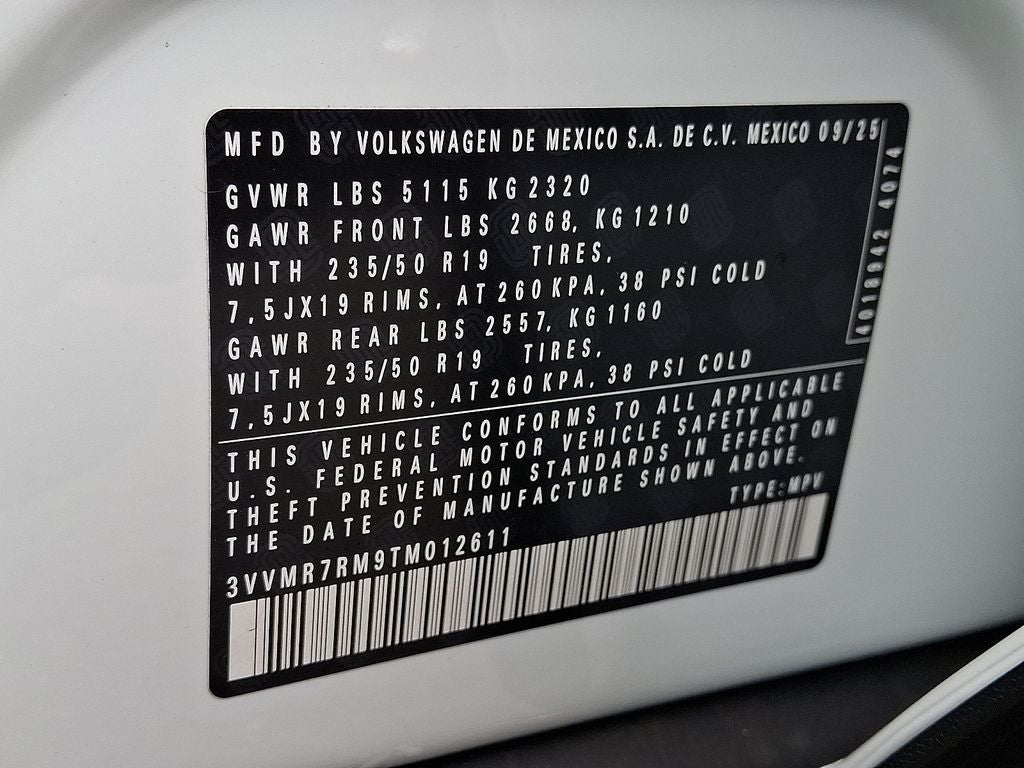 MFD BY VOLKSWAGEN DE MEXICO S.A. DE C.V. MEXICO 09/25
GVWR LBS 5115 KG 2320
GAWR FRONT LBS 2668, KG 1210
WITH 235/50 R19 TIRES,
7,5JX19 RIMS, AT 260 KPA, 38 PSI COLD
GAWR REAR LBS 2557, KG 1160
WITH 235/50 R19 TIRES,
7,5JX19 RIMS, AT 260 KPA, 38 PSI COLD
THIS VEHICLE CONFORMS TO ALL APPLICABLE
U.S. FEDERAL MOTOR VEHICLE SAFETY AND
THEFT PREVENTION STANDARDS IN EFFECT ON
THE DATE OF MANUFACTURE SHOWN ABOVE.
TYPE:MPV
3VVMR7RM9TM012611
4074